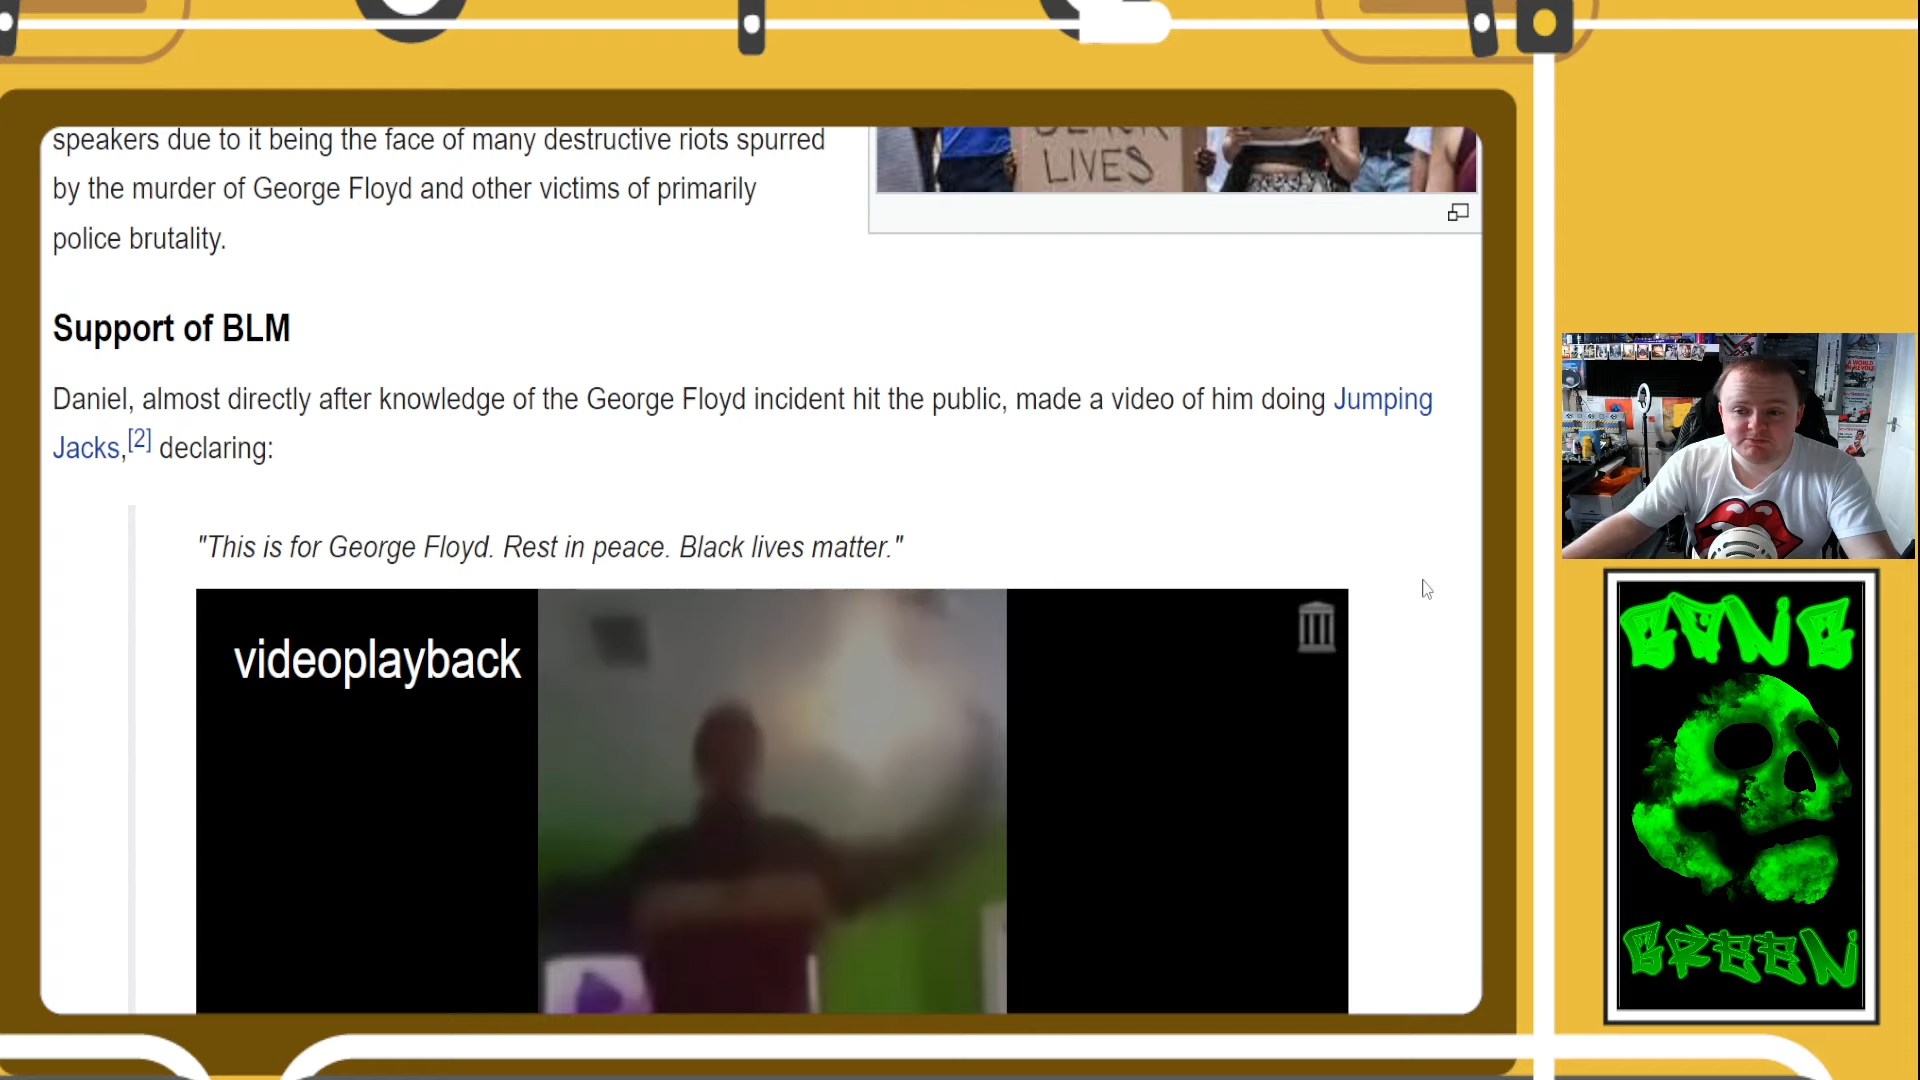 speakers due to it being the face of many destructive riots spurred
by the murder of George Floyd and other victims of primarily
police brutality.
LIVES
Support of BLM
Daniel, almost directly after knowledge of the George Floyd incident hit the public, made a video of him doing Jumping
Jacks,[2] declaring:
"This is for George Floyd. Rest in peace. Black lives matter."
videoplayback
GANG
GREEN